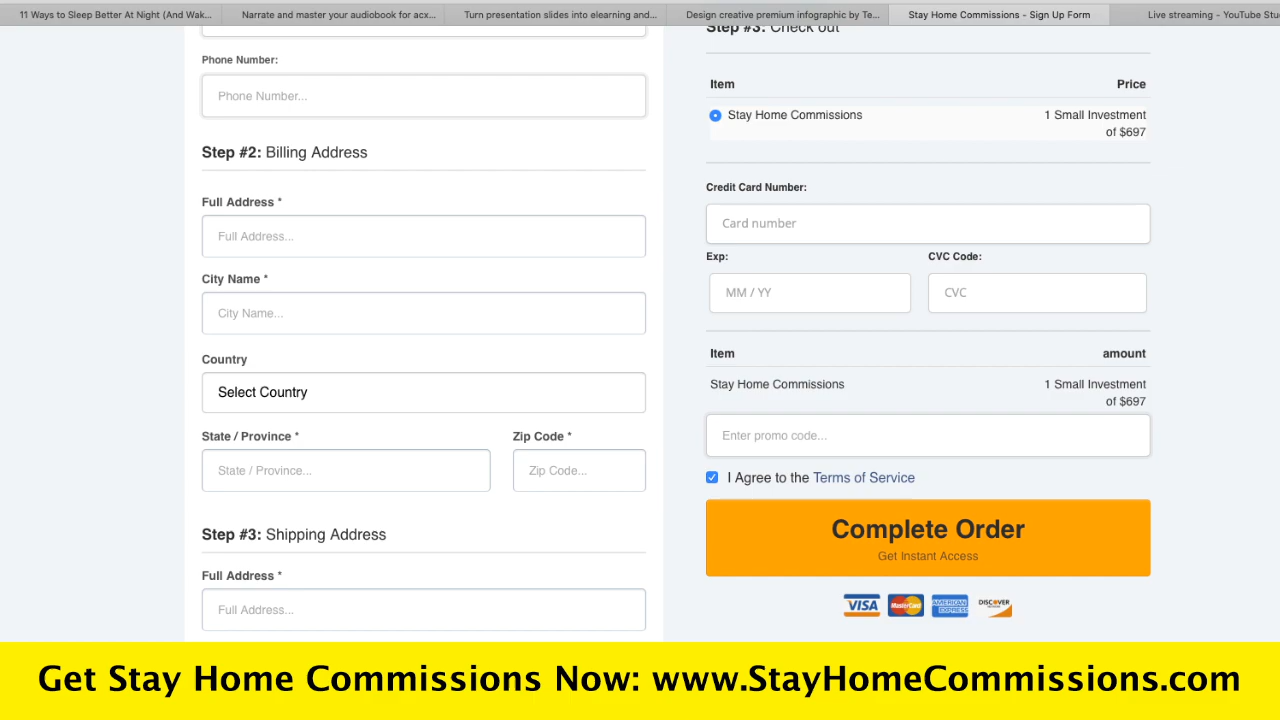 11 Ways to Sleep Better At Night (And Wak...
Narrate and master your audiobook for acx...
Turn presentation slides into elearning and...
Design creative premium infographic by Te...
Stay Home Commissions - Sign Up Form
Live streaming - YouTube Stu
Phone Number:
Phone Number...
Step #2: Billing Address
Full Address *
Full Address...
City Name *
City Name...
Country
Select Country
State / Province *
Zip Code *
State / Province...
Zip Code...
Step #3: Shipping Address
Full Address *
Full Address...
Step #3: Check out
Item Price
Stay Home Commissions 1 Small Investment
of $697
Credit Card Number:
Card number
Exp: CVC Code:
MM / YY CVC
Item amount
Stay Home Commissions 1 Small Investment
of $697
Enter promo code...
I Agree to the Terms of Service
Complete Order
Get Instant Access
VISA MasterCard AMERICAN EXPRESS DISCOVER
Get Stay Home Commissions Now: www.StayHomeCommissions.com